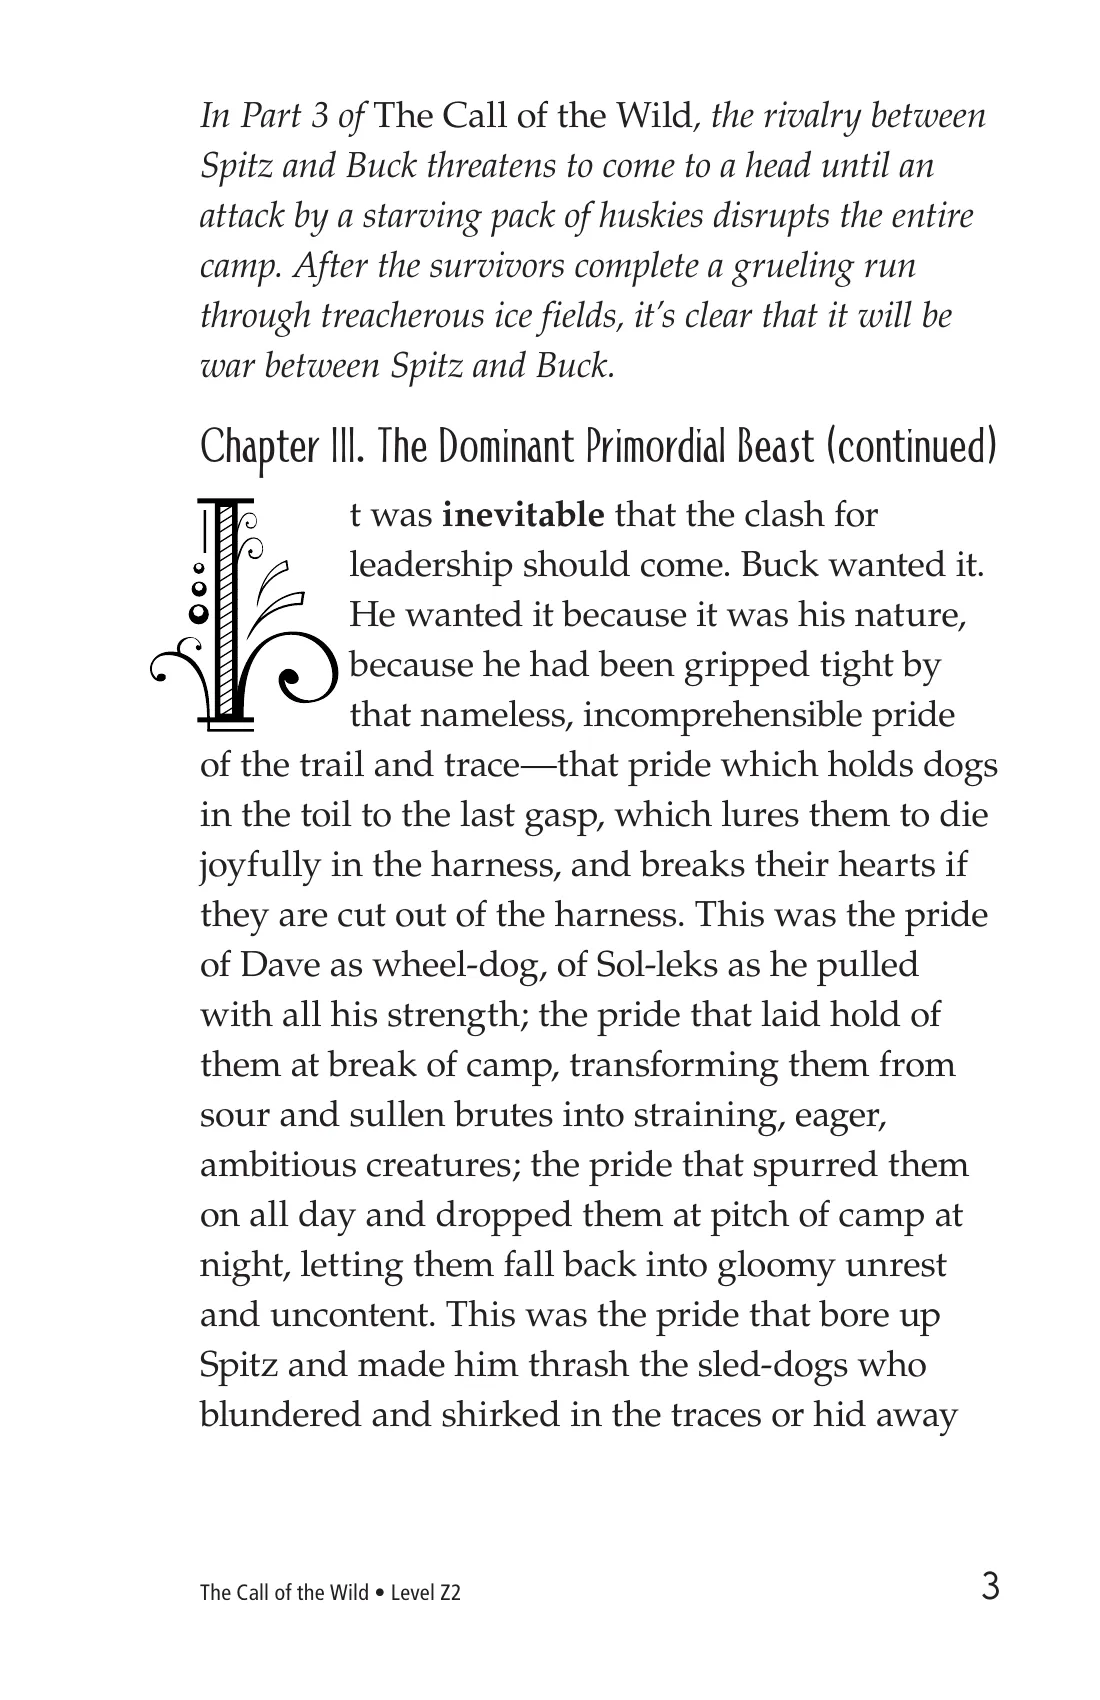 In Part 3 of The Call of the Wild, the rivalry between
Spitz and Buck threatens to come to a head until an
attack by a starving pack of huskies disrupts the entire
camp. After the survivors complete a grueling run
through treacherous ice fields, it’s clear that it will be
war between Spitz and Buck.
Chapter III. The Dominant Primordial Beast (continued)
It was inevitable that the clash for
leadership should come. Buck wanted it.
He wanted it because it was his nature,
because he had been gripped tight by
that nameless, incomprehensible pride
of the trail and trace—that pride which holds dogs
in the toil to the last gasp, which lures them to die
joyfully in the harness, and breaks their hearts if
they are cut out of the harness. This was the pride
of Dave as wheel-dog, of Sol-leks as he pulled
with all his strength; the pride that laid hold of
them at break of camp, transforming them from
sour and sullen brutes into straining, eager,
ambitious creatures; the pride that spurred them
on all day and dropped them at pitch of camp at
night, letting them fall back into gloomy unrest
and uncontent. This was the pride that bore up
Spitz and made him thrash the sled-dogs who
blundered and shirked in the traces or hid away
The Call of the Wild • Level Z2
3